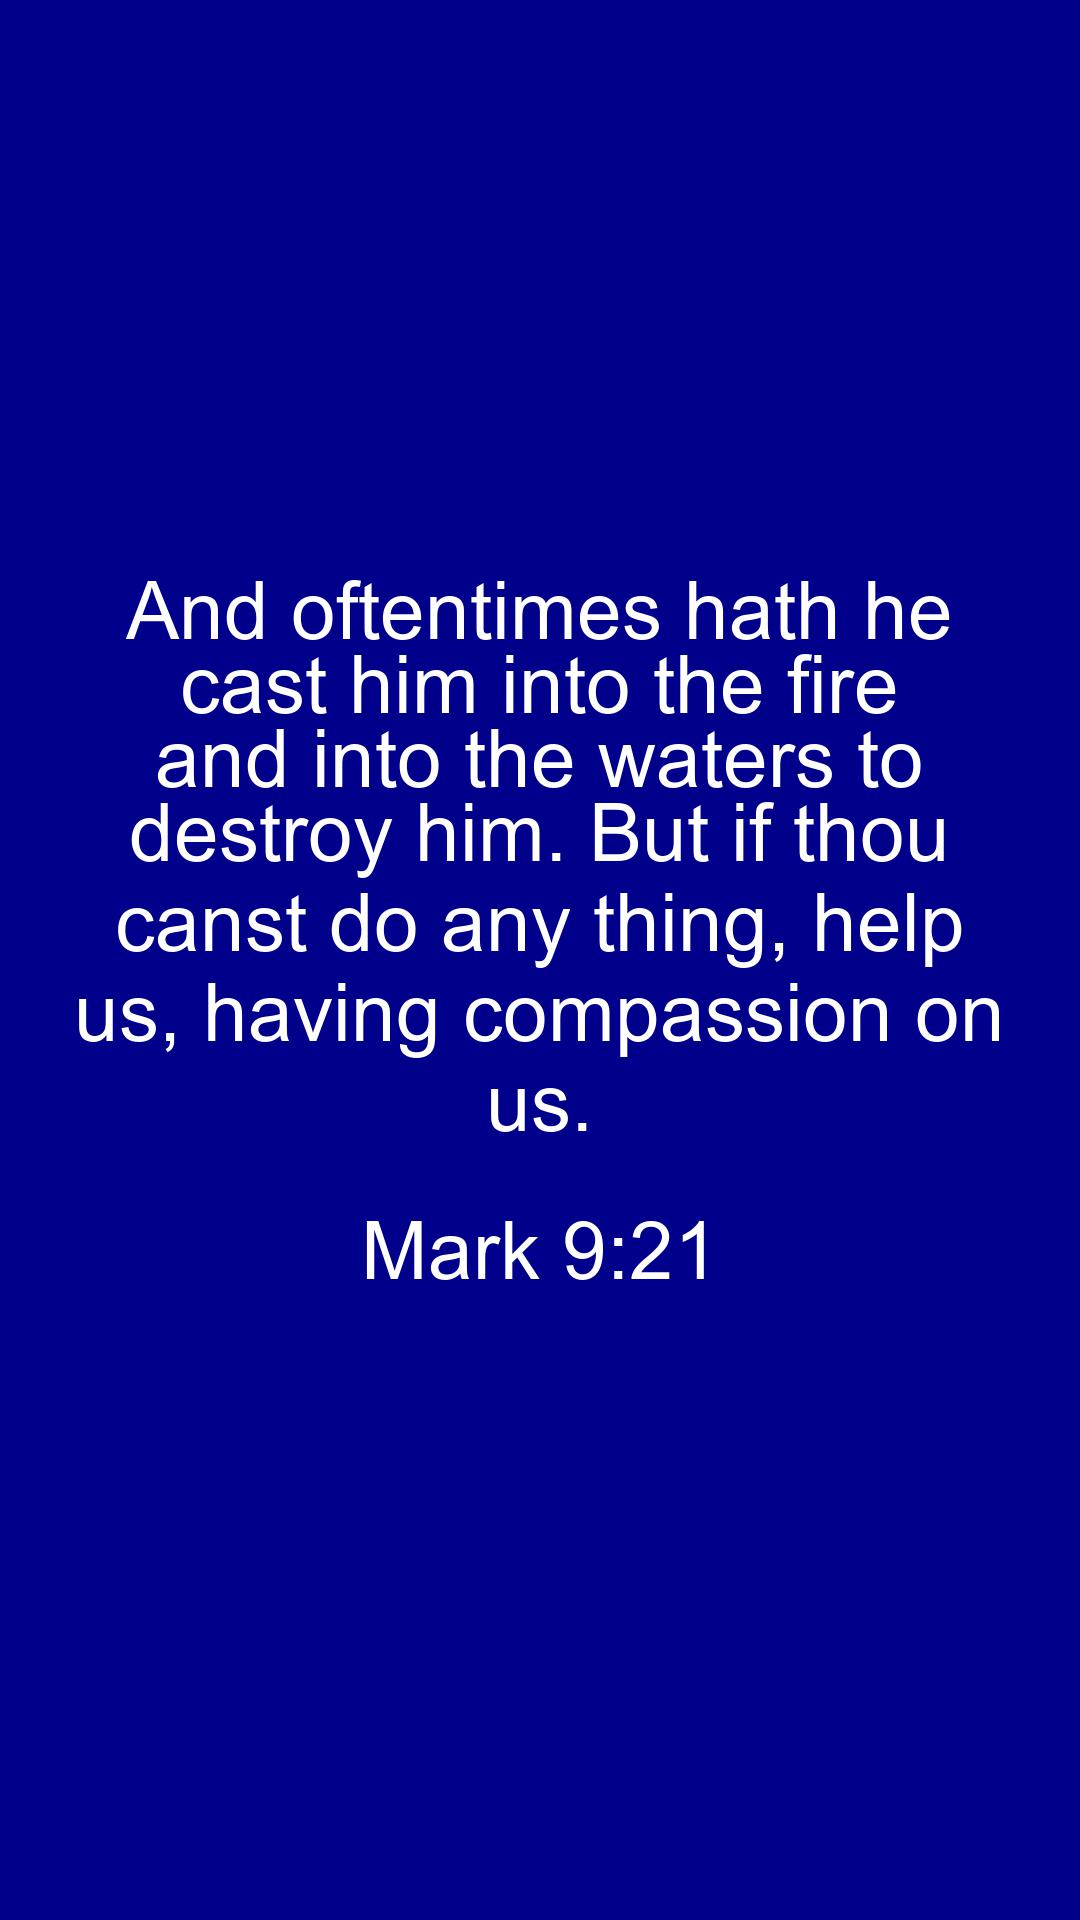 And oftentimes hath he
cast him into the fire
and into the waters to
destroy him. But if thou
canst do any thing, help
us, having compassion on
us.
Mark 9:21